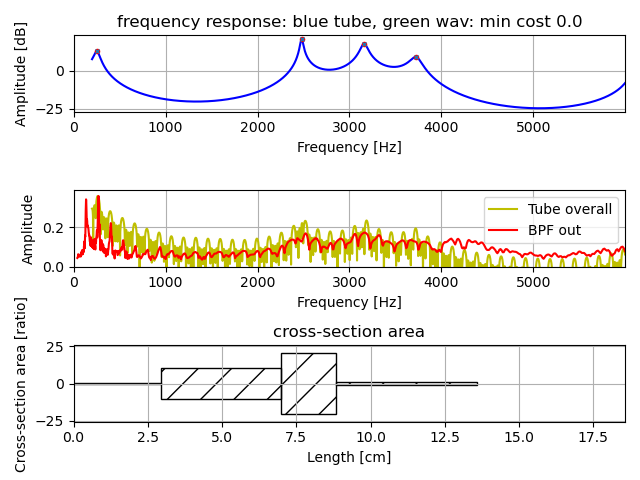 frequency response: blue tube, green wav: min cost 0.0
Amplitude [dB]
0
−25
0 1000 2000 3000 4000 5000
Frequency [Hz]
Amplitude
0.2
0.0
Tube overall
BPF out
0 1000 2000 3000 4000 5000
Frequency [Hz]
cross-section area
Cross-section area [ratio]
25
0
−25
0.0 2.5 5.0 7.5 10.0 12.5 15.0 17.5
Length [cm]